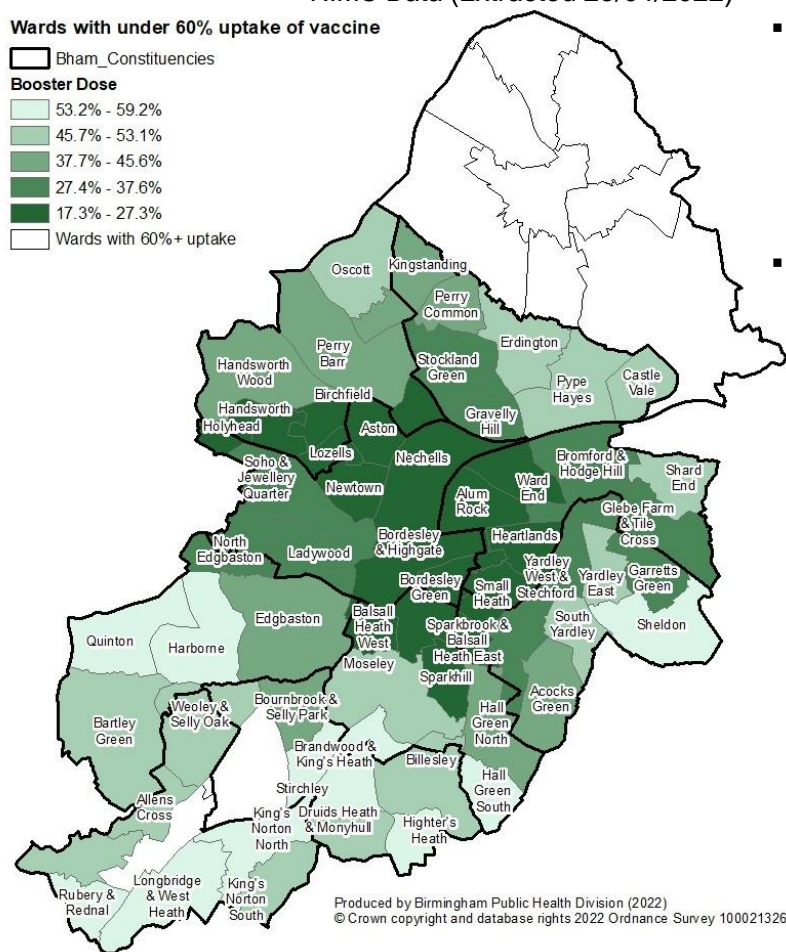 Wards with under 60% uptake of vaccine
Bham_Constituencies
Booster Dose
53.2% - 59.2%
45.7% - 53.1%
37.7% - 45.6%
27.4% - 37.6%
17.3% - 27.3%
Wards with 60%+ uptake
Oscott
Kingstanding
Perry
Common
Erdington
Perry
Barr
Stockland
Green
Handsworth
Wood
Pype
Hayes
Castle
Vale
Birchfield
Handsworth
Holyhead
Gravelly
Hill
Aston
Lozells
Nechells
Bromford &
Hodge Hill
Shard
End
Soho &
Jewellery
Quarter
Newtown
Alum
Rock
Ward
End
Glebe Farm
& Tile
Cross
North
Edgbaston
Ladywood
Bordesley
& Highgate
Heartlands
Yardley
West &
Stechford
Yardley
East
Garretts
Green
Bordesley
Green
Small
Heath
Edgbaston
Balsall
Heath
West
Sparkbrook &
Balsall
Heath East
South
Yardley
Sheldon
Quinton
Harborne
Moseley
Sparkhill
Acocks
Green
Bartley
Green
Weoley &
Selly Oak
Bournbrook &
Selly Park
Hall
Green
North
Brandwood &
King's Heath
Billesley
Hall
Green
South
Stirchley
Allens
Cross
King's
Norton
North
Druids Heath
& Monyhull
Highter's
Heath
Rubery &
Rednal
Longbridge
& West
Heath
King's
Norton
South
Produced by Birmingham Public Health Division (2022)
© Crown copyright and database rights 2022 Ordnance Survey 100021326